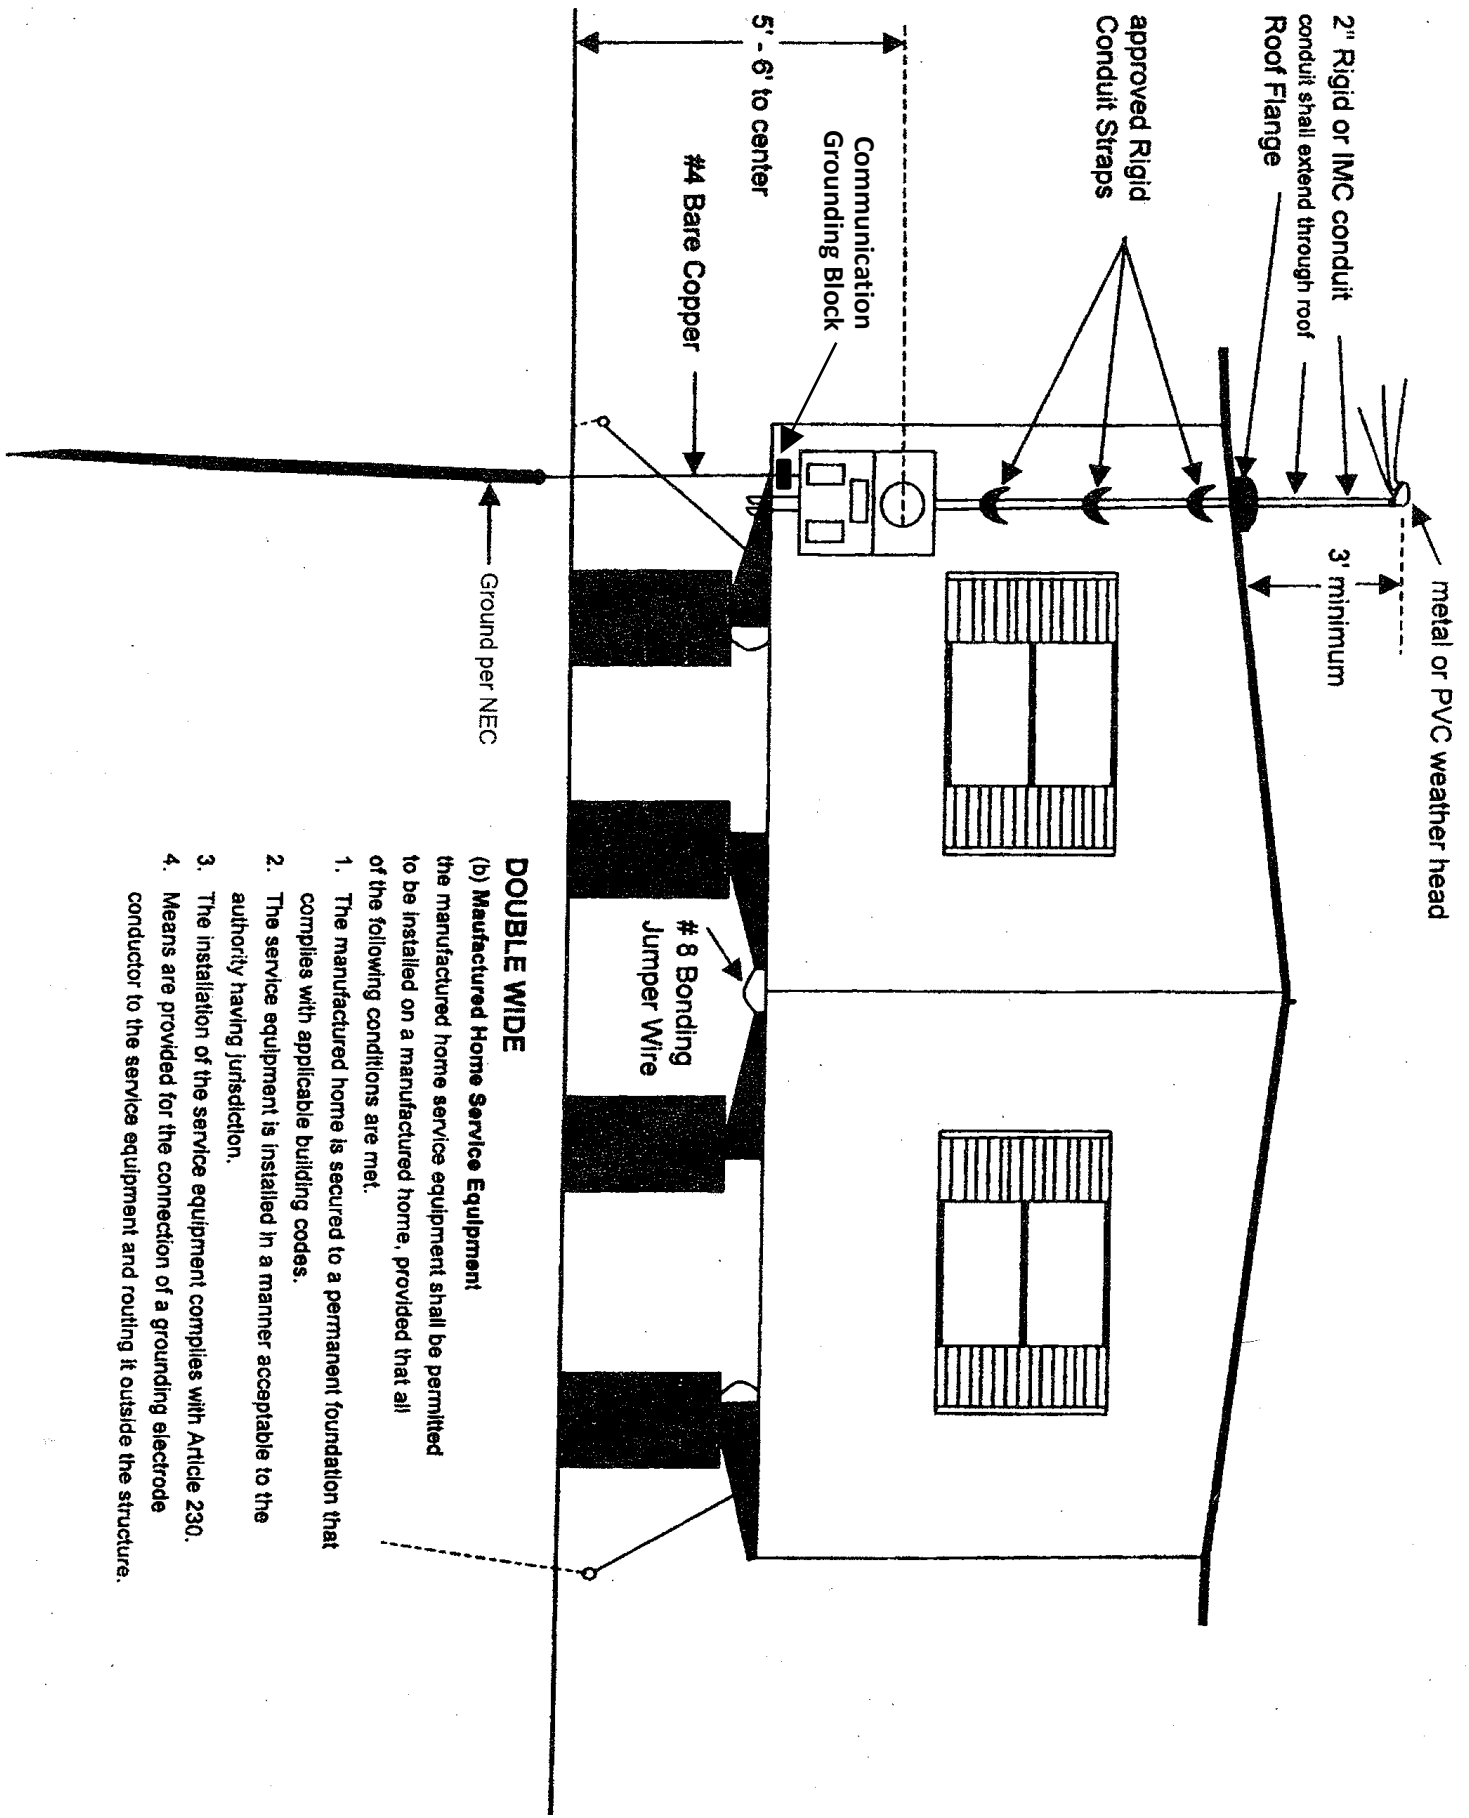 metal or PVC weather head
2" Rigid or IMC conduit
conduit shall extend through roof
Roof Flange
3' minimum
approved Rigid
Conduit Straps
5' - 6' to center
Communication
Grounding Block
#4 Bare Copper
# 8 Bonding
Jumper Wire
Ground per NEC
DOUBLE WIDE
(b) Maufactured Home Service Equipment
the manufactured home service equipment shall be permitted
to be installed on a manufactured home, provided that all
of the following conditions are met.
1. The manufactured home is secured to a permanent foundation that
complies with applicable building codes.
2. The service equipment is installed in a manner acceptable to the
authority having jurisdiction.
3. The installation of the service equipment complies with Article 230.
4. Means are provided for the connection of a grounding electrode
conductor to the service equipment and routing it outside the structure.